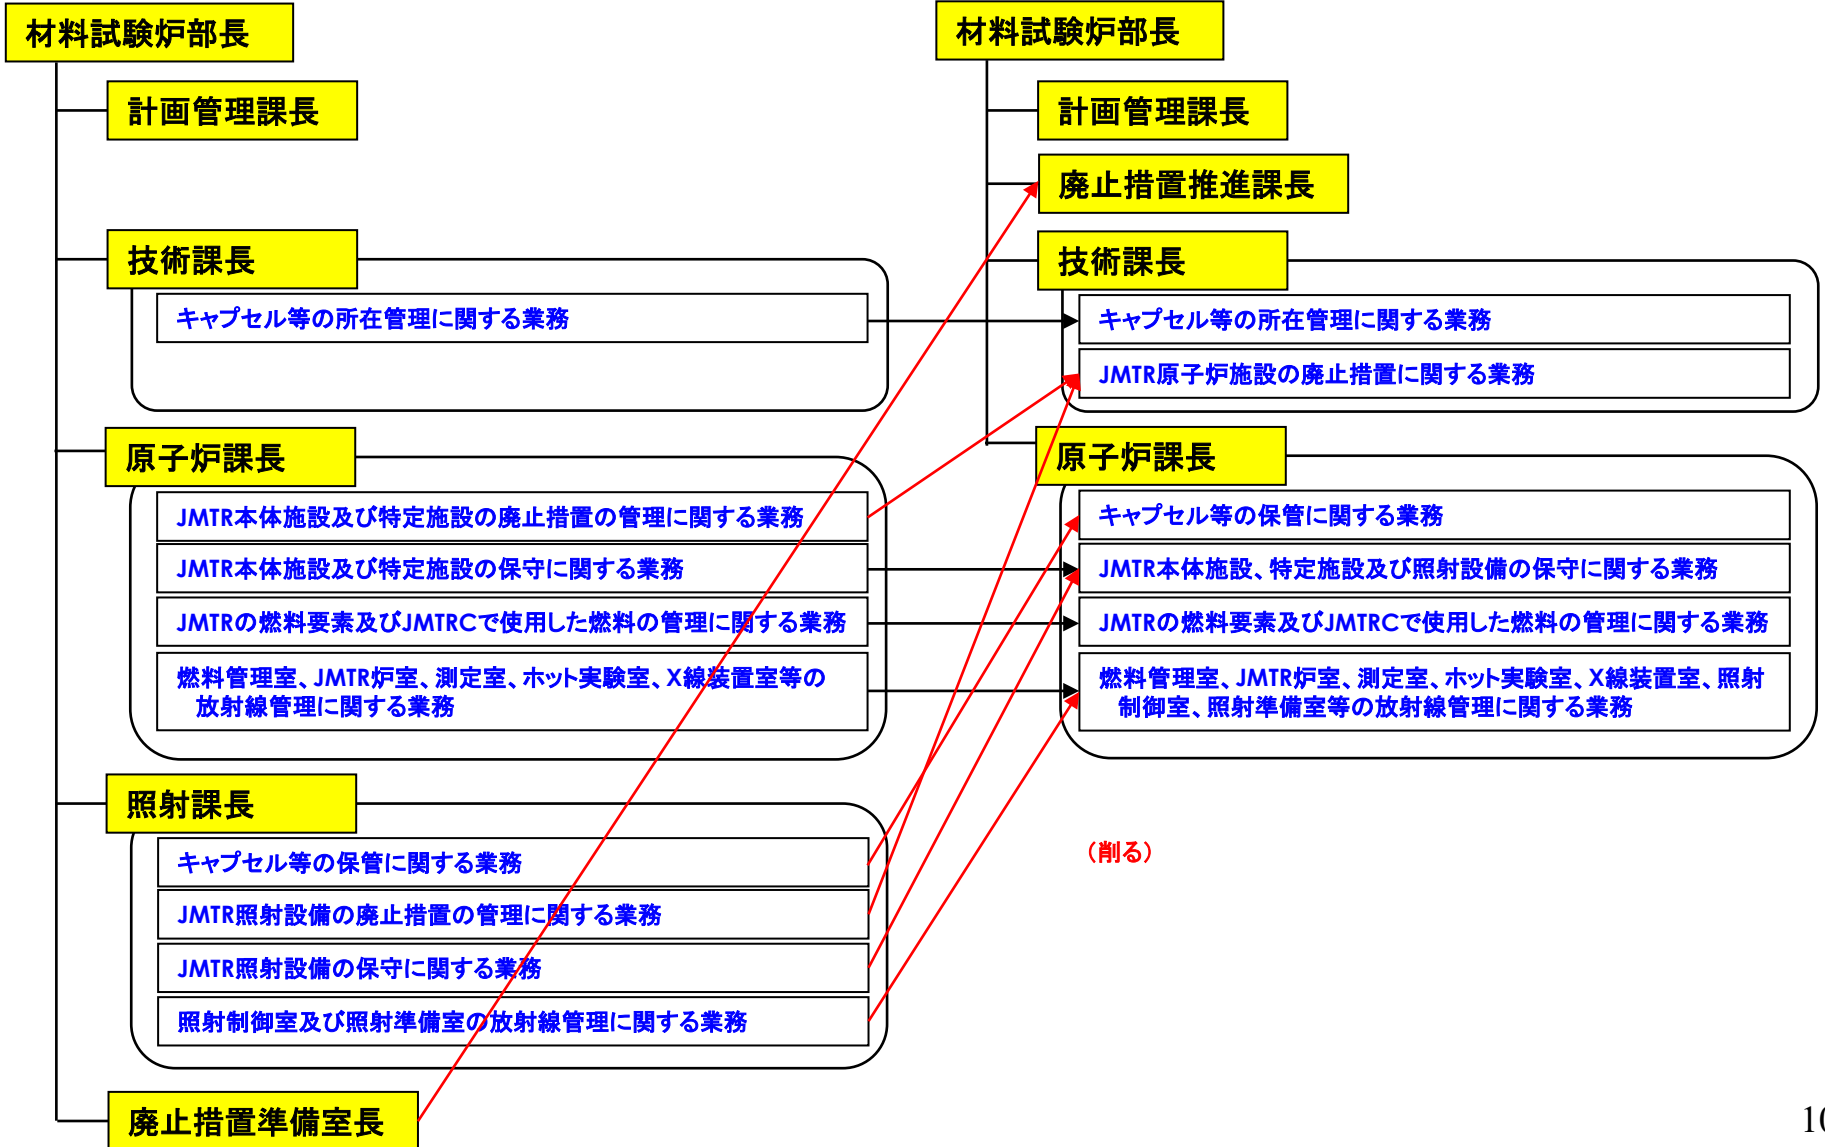 材料試験炉部長
計画管理課長
技術課長
キャプセル等の所在管理に関する業務
原子炉課長
JMTR本体施設及び特定施設の廃止措置の管理に関する業務
JMTR本体施設及び特定施設の保守に関する業務
JMTRの燃料要素及びJMTRCで使用した燃料の管理に関する業務
燃料管理室、JMTR炉室、測定室、ホット実験室、X線装置室等の
放射線管理に関する業務
照射課長
キャプセル等の保管に関する業務
JMTR照射設備の廃止措置の管理に関する業務
JMTR照射設備の保守に関する業務
照射制御室及び照射準備室の放射線管理に関する業務
廃止措置準備室長
材料試験炉部長
計画管理課長
廃止措置推進課長
技術課長
キャプセル等の所在管理に関する業務
JMTR原子炉施設の廃止措置に関する業務
原子炉課長
キャプセル等の保管に関する業務
JMTR本体施設、特定施設及び照射設備の保守に関する業務
JMTRの燃料要素及びJMTRCで使用した燃料の管理に関する業務
燃料管理室、JMTR炉室、測定室、ホット実験室、X線装置室、照射
制御室、照射準備室等の放射線管理に関する業務
（削る）